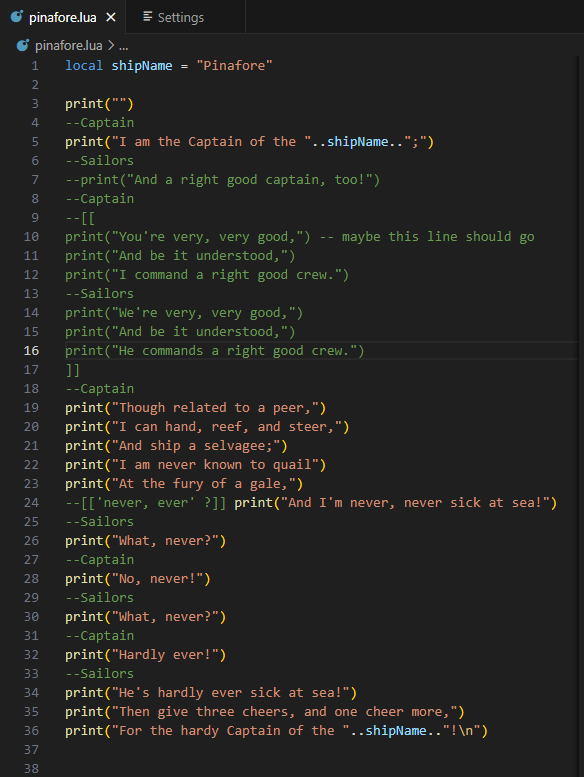 pinafore.lua × Settings
pinafore.lua > ...
1 local shipName = "Pinafore"
2
3 print("")
4 --Captain
5 print("I am the Captain of the "..shipName..";")
6 --Sailors
7 --print("And a right good captain, too!")
8 --Captain
9 --[[
10 print("You're very, very good,") -- maybe this line should go
11 print("And be it understood,")
12 print("I command a right good crew.")
13 --Sailors
14 print("We're very, very good,")
15 print("And be it understood,")
16 print("He commands a right good crew.")
17 ]]
18 --Captain
19 print("Though related to a peer,")
20 print("I can hand, reef, and steer,")
21 print("And ship a selvagee;")
22 print("I am never known to quail")
23 print("At the fury of a gale,")
24 --[['never, ever' ?]] print("And I'm never, never sick at sea!")
25 --Sailors
26 print("What, never?")
27 --Captain
28 print("No, never!")
29 --Sailors
30 print("What, never?")
31 --Captain
32 print("Hardly ever!")
33 --Sailors
34 print("He's hardly ever sick at sea!")
35 print("Then give three cheers, and one cheer more,")
36 print("For the hardy Captain of the "..shipName.."!\n")
37
38